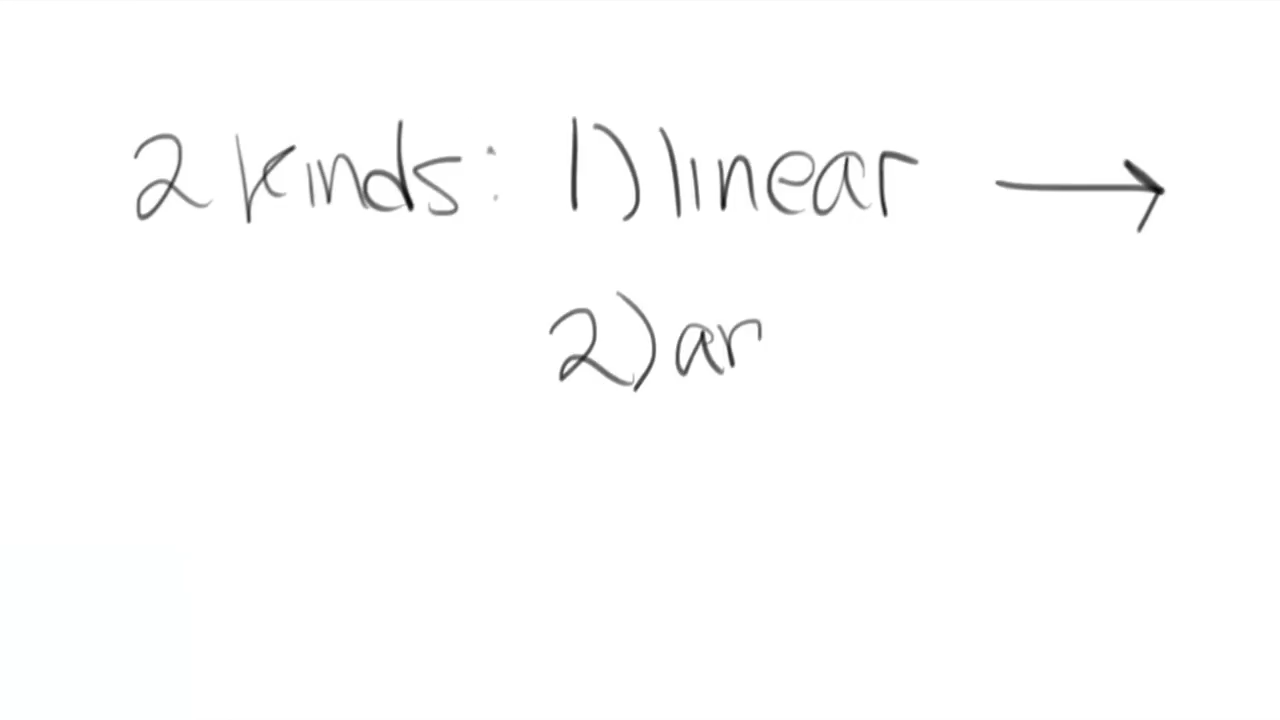 2 kinds: 1) linear →
2) ar